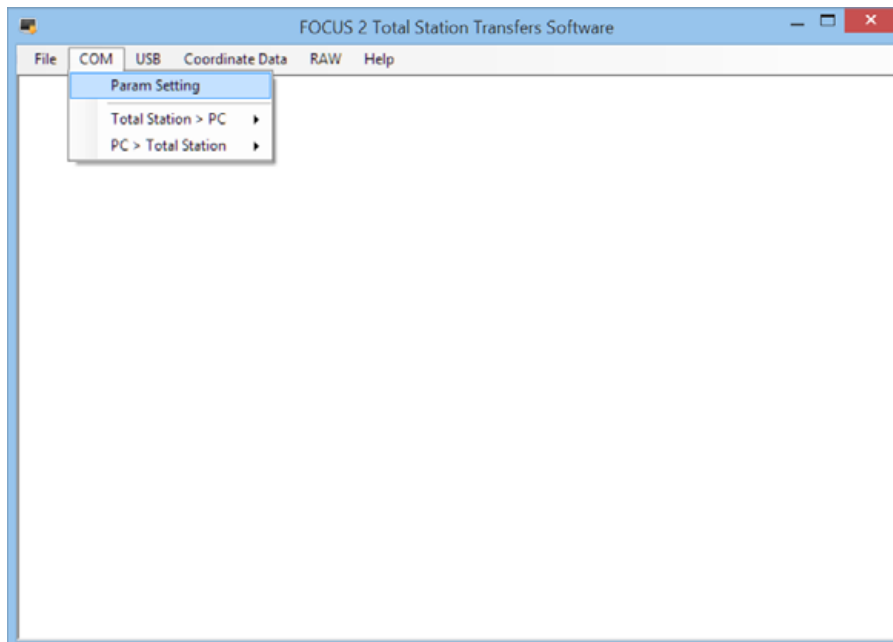 FOCUS 2 Total Station Transfers Software
File COM USB Coordinate Data RAW Help
Param Setting
Total Station > PC
PC > Total Station